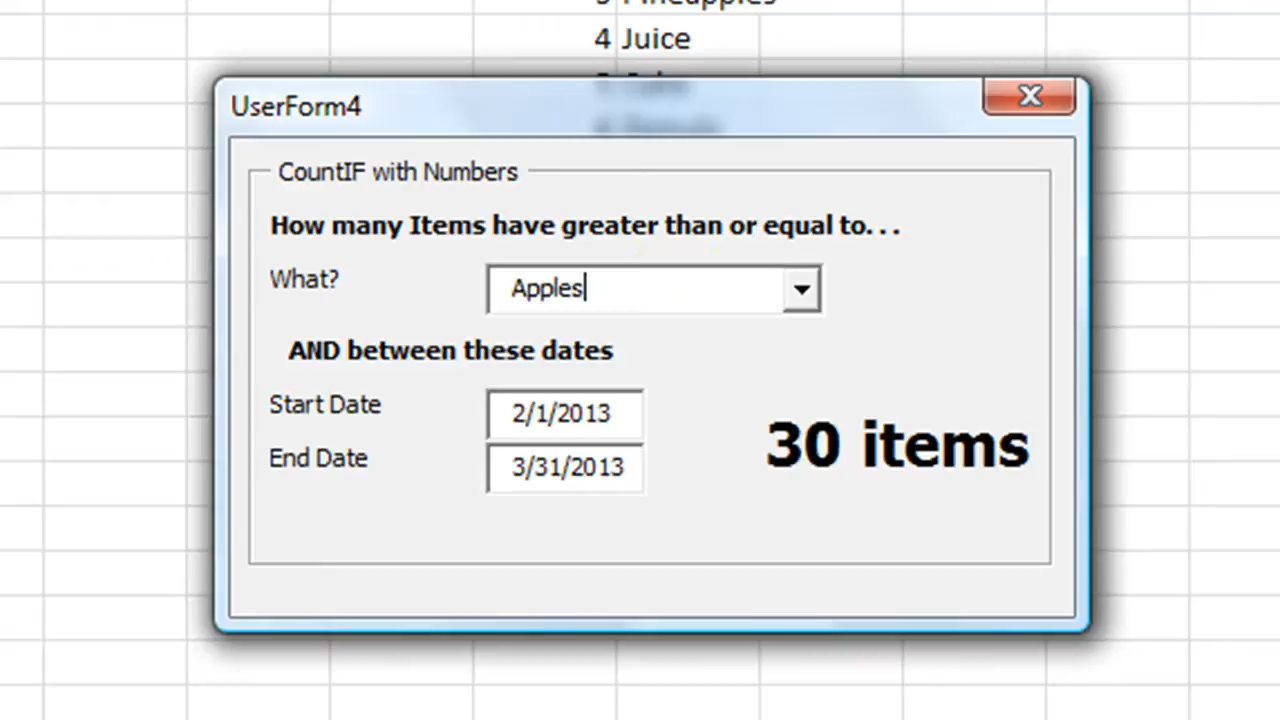 4 Juice
UserForm4
CountIF with Numbers
How many Items have greater than or equal to. . .
What?
Apples
AND between these dates
Start Date
2/1/2013
End Date
3/31/2013
30 items